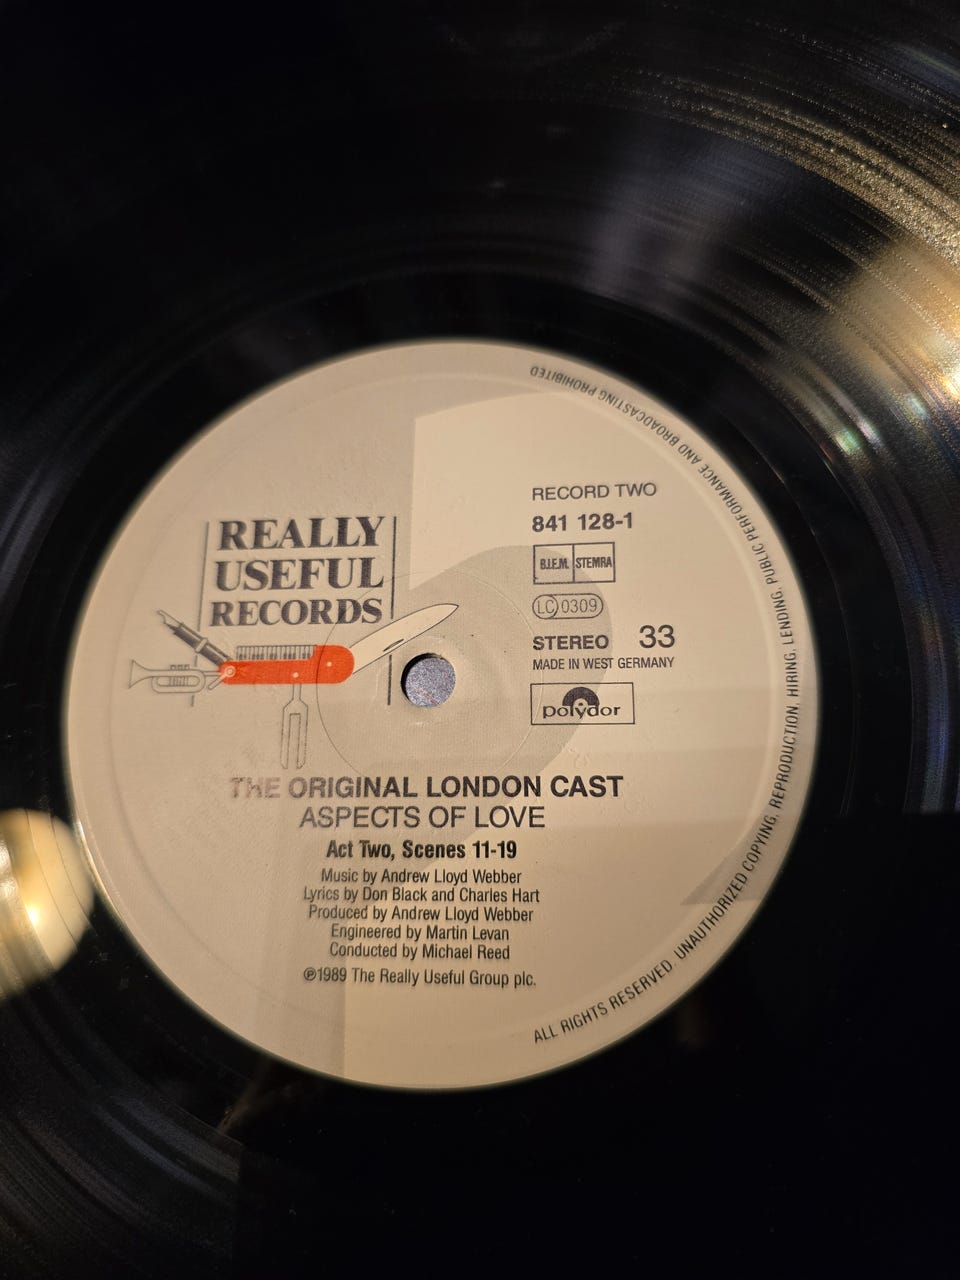 REALLY
USEFUL
RECORDS
RECORD TWO
841 128-1
B.I.E.M. STEMRA
LC 0309
STEREO 33
MADE IN WEST GERMANY
polydor
THE ORIGINAL LONDON CAST
ASPECTS OF LOVE
Act Two, Scenes 11-19
Music by Andrew Lloyd Webber
Lyrics by Don Black and Charles Hart
Produced by Andrew Lloyd Webber
Engineered by Martin Levan
Conducted by Michael Reed
℗1989 The Really Useful Group plc.
ALL RIGHTS RESERVED. UNAUTHORIZED COPYING, REPRODUCTION, HIRING, LENDING, PUBLIC PERFORMANCE AND BROADCASTING PROHIBITED